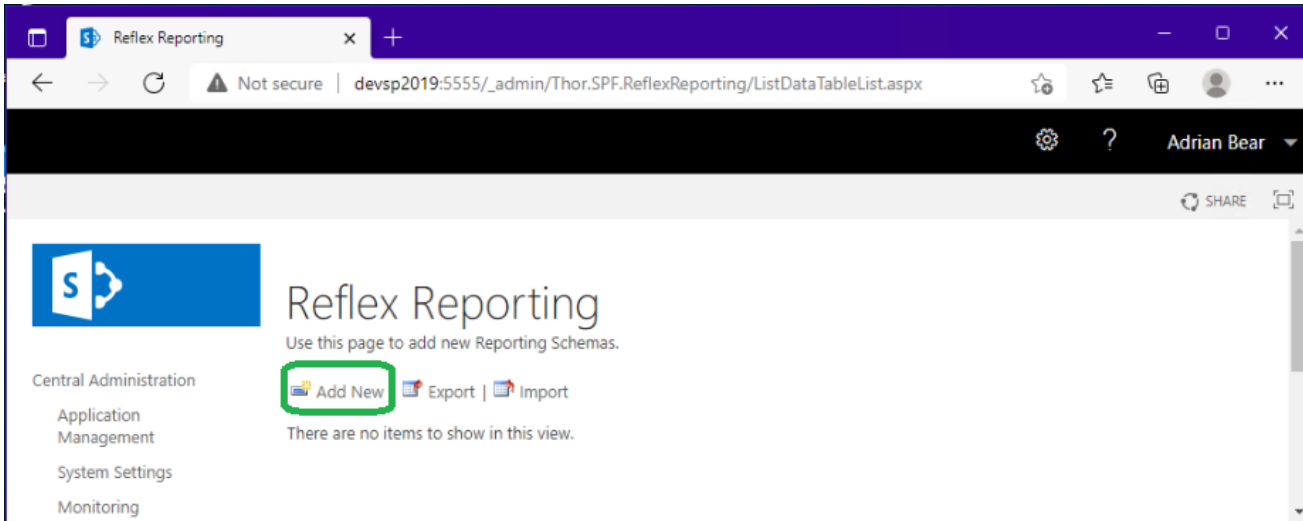 Reflex Reporting
Not secure | devsp2019:5555/_admin/Thor.SPF.ReflexReporting/ListDataTableList.aspx
? Adrian Bear
SHARE
S
Reflex Reporting
Use this page to add new Reporting Schemas.
Central Administration
Add New Export | Import
Application
Management
There are no items to show in this view.
System Settings
Monitoring